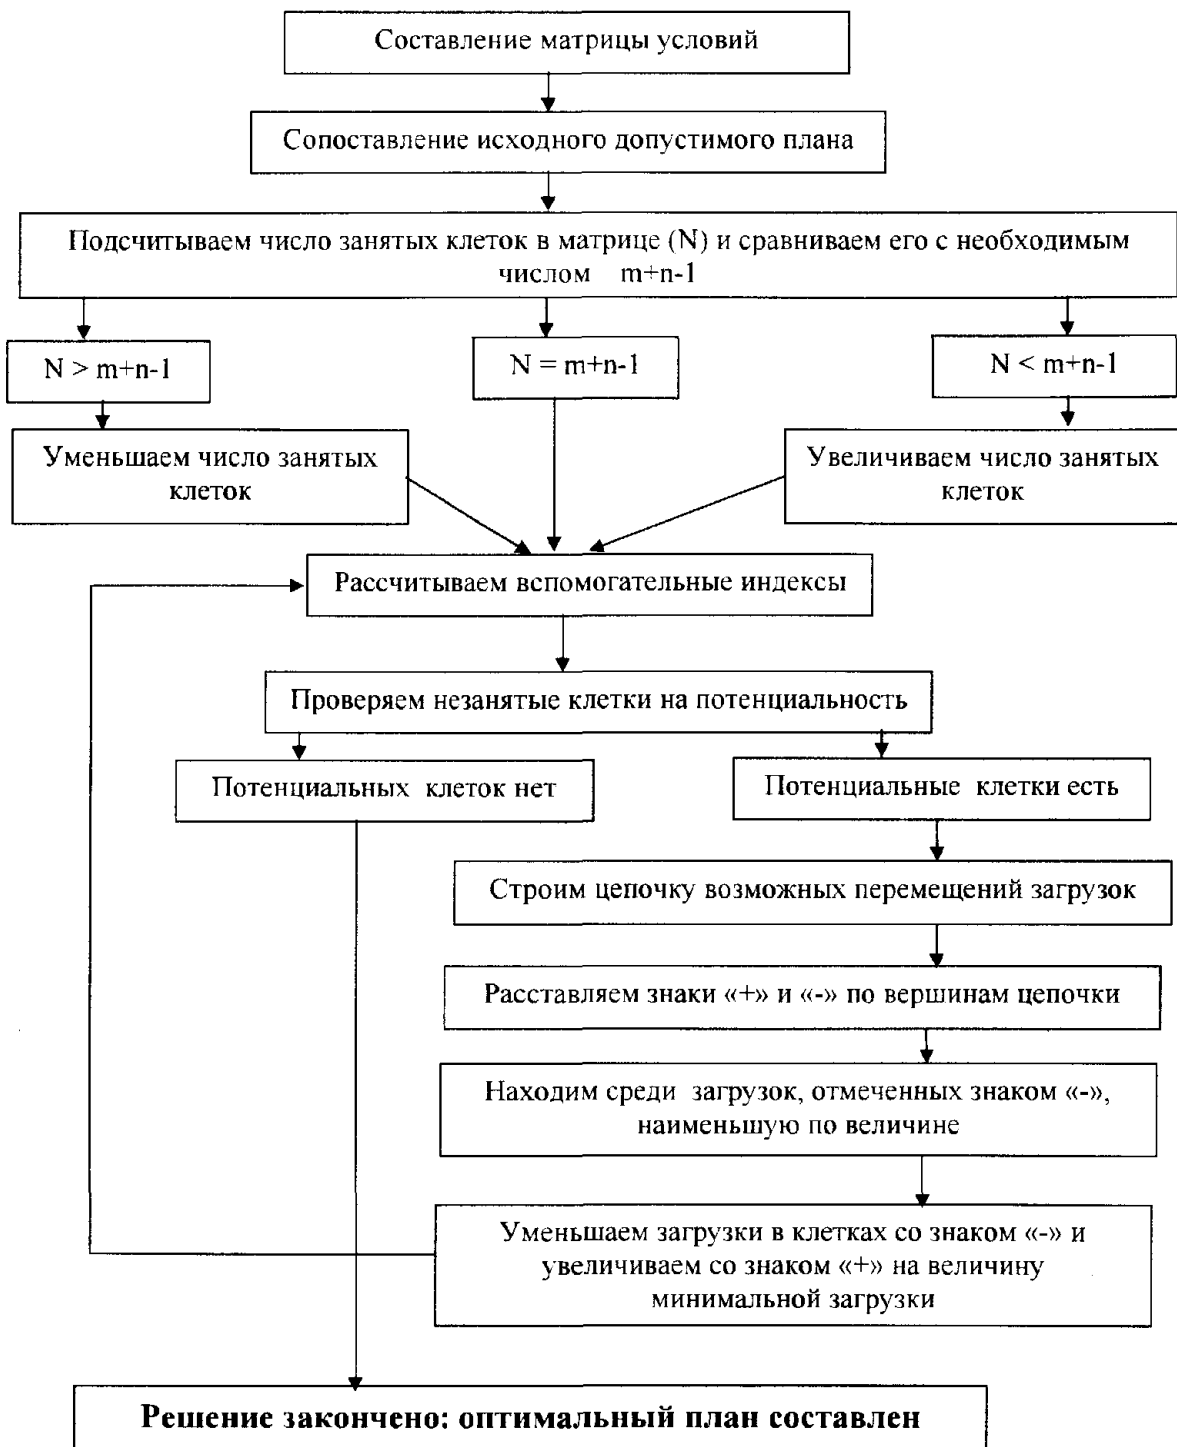 Составление матрицы условий
Сопоставление исходного допустимого плана
Подсчитываем число занятых клеток в матрице (N) и сравниваем его с необходимым
числом m+n-1
N > m+n-1
N = m+n-1
N < m+n-1
Уменьшаем число занятых
клеток
Увеличиваем число занятых
клеток
Рассчитываем вспомогательные индексы
Проверяем незанятые клетки на потенциальность
Потенциальных клеток нет
Потенциальные клетки есть
Строим цепочку возможных перемещений загрузок
Расставляем знаки «+» и «-» по вершинам цепочки
Находим среди загрузок, отмеченных знаком «-»,
наименьшую по величине
Уменьшаем загрузки в клетках со знаком «-» и
увеличиваем со знаком «+» на величину
минимальной загрузки
Решение закончено: оптимальный план составлен